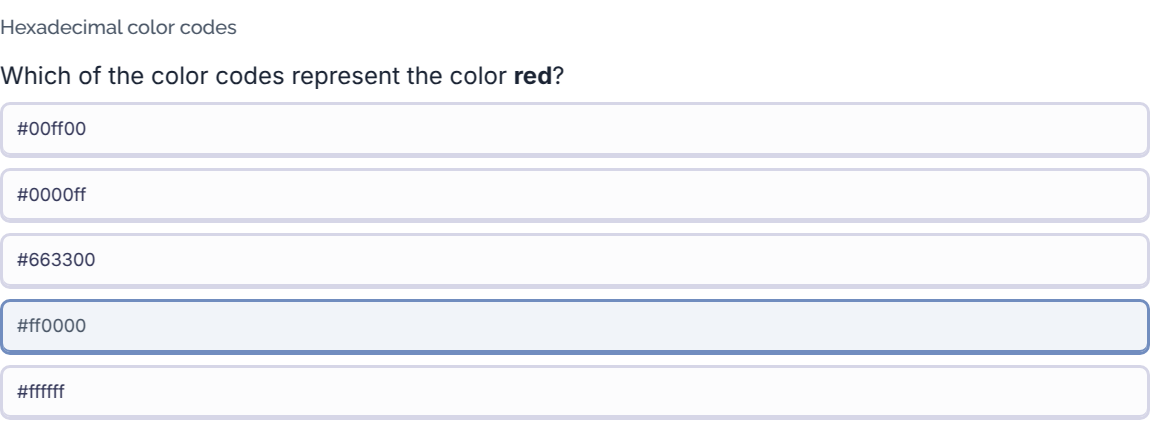 Hexadecimal color codes
Which of the color codes represent the color red?
#00ff00
#0000ff
#663300
#ff0000
#ffffff